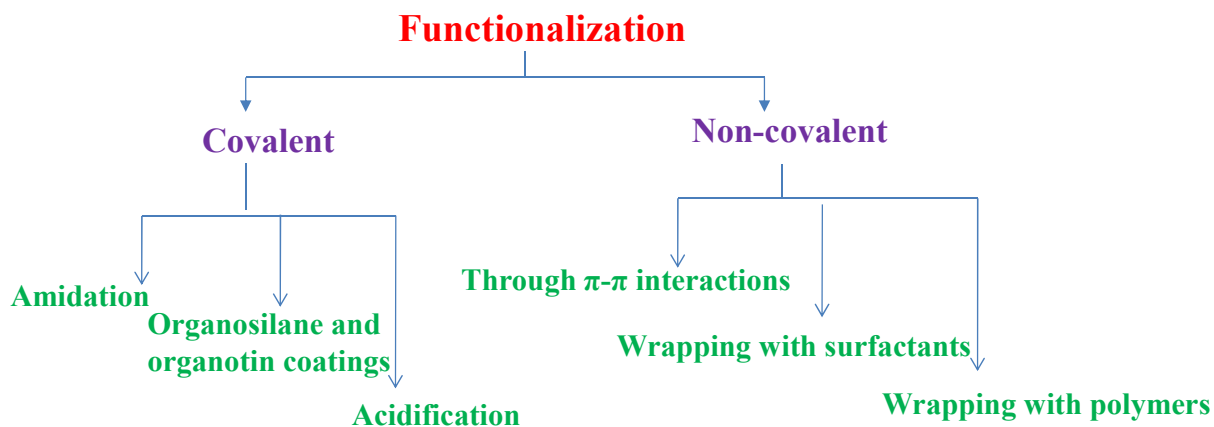 Functionalization
Covalent
Non-covalent
Amidation
Organosilane and
organotin coatings
Acidification
Through π-π interactions
Wrapping with surfactants
Wrapping with polymers